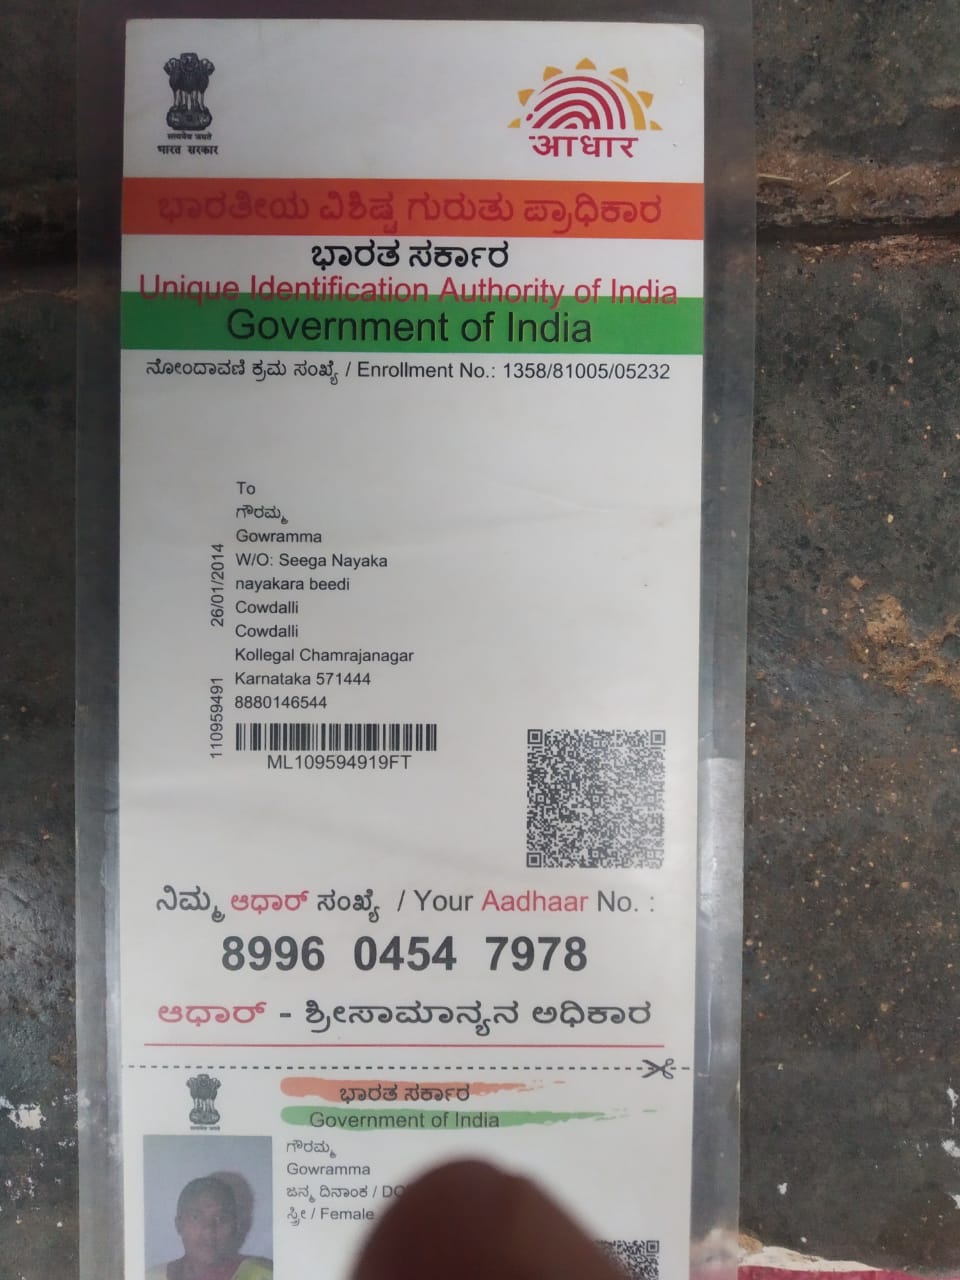 सत्यमेव जयते
भारत सरकार
आधार
ಭಾರತೀಯ ವಿಶಿಷ್ಟ ಗುರುತು ಪ್ರಾಧಿಕಾರ
ಭಾರತ ಸರ್ಕಾರ
Unique Identification Authority of India
Government of India
ನೋಂದಾವಣಿ ಕ್ರಮ ಸಂಖ್ಯೆ / Enrollment No.: 1358/81005/05232
To
ಗೌರಮ್ಮ
Gowramma
W/O: Seega Nayaka
nayakara beedi
Cowdalli
Cowdalli
Kollegal Chamrajanagar
Karnataka 571444
8880146544
26/01/2014
110959491
ML109594919FT
ನಿಮ್ಮ ಆಧಾರ್ ಸಂಖ್ಯೆ / Your Aadhaar No. :
8996 0454 7978
ಆಧಾರ್ - ಶ್ರೀಸಾಮಾನ್ಯನ ಅಧಿಕಾರ
ಭಾರತ ಸರ್ಕಾರ
Government of India
ಗೌರಮ್ಮ
Gowramma
ಜನ್ಮ ದಿನಾಂಕ /
ಸ್ತ್ರೀ / Female